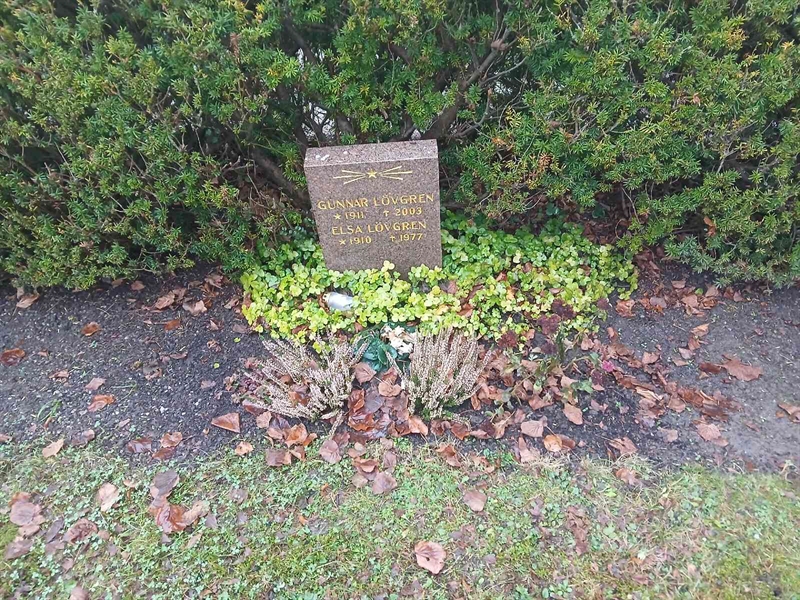 GUNNAR LÖVGREN
★ 1911 ✝ 2003
ELSA LÖVGREN
★ 1910 ✝ 1977